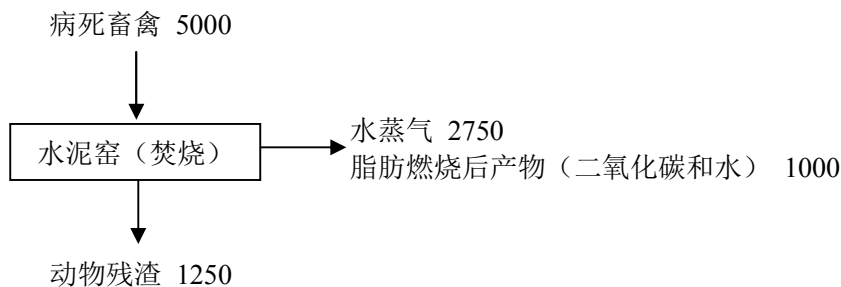 病死畜禽 5000
水泥窑（焚烧）
水蒸气 2750
脂肪燃烧后产物（二氧化碳和水） 1000
动物残渣 1250